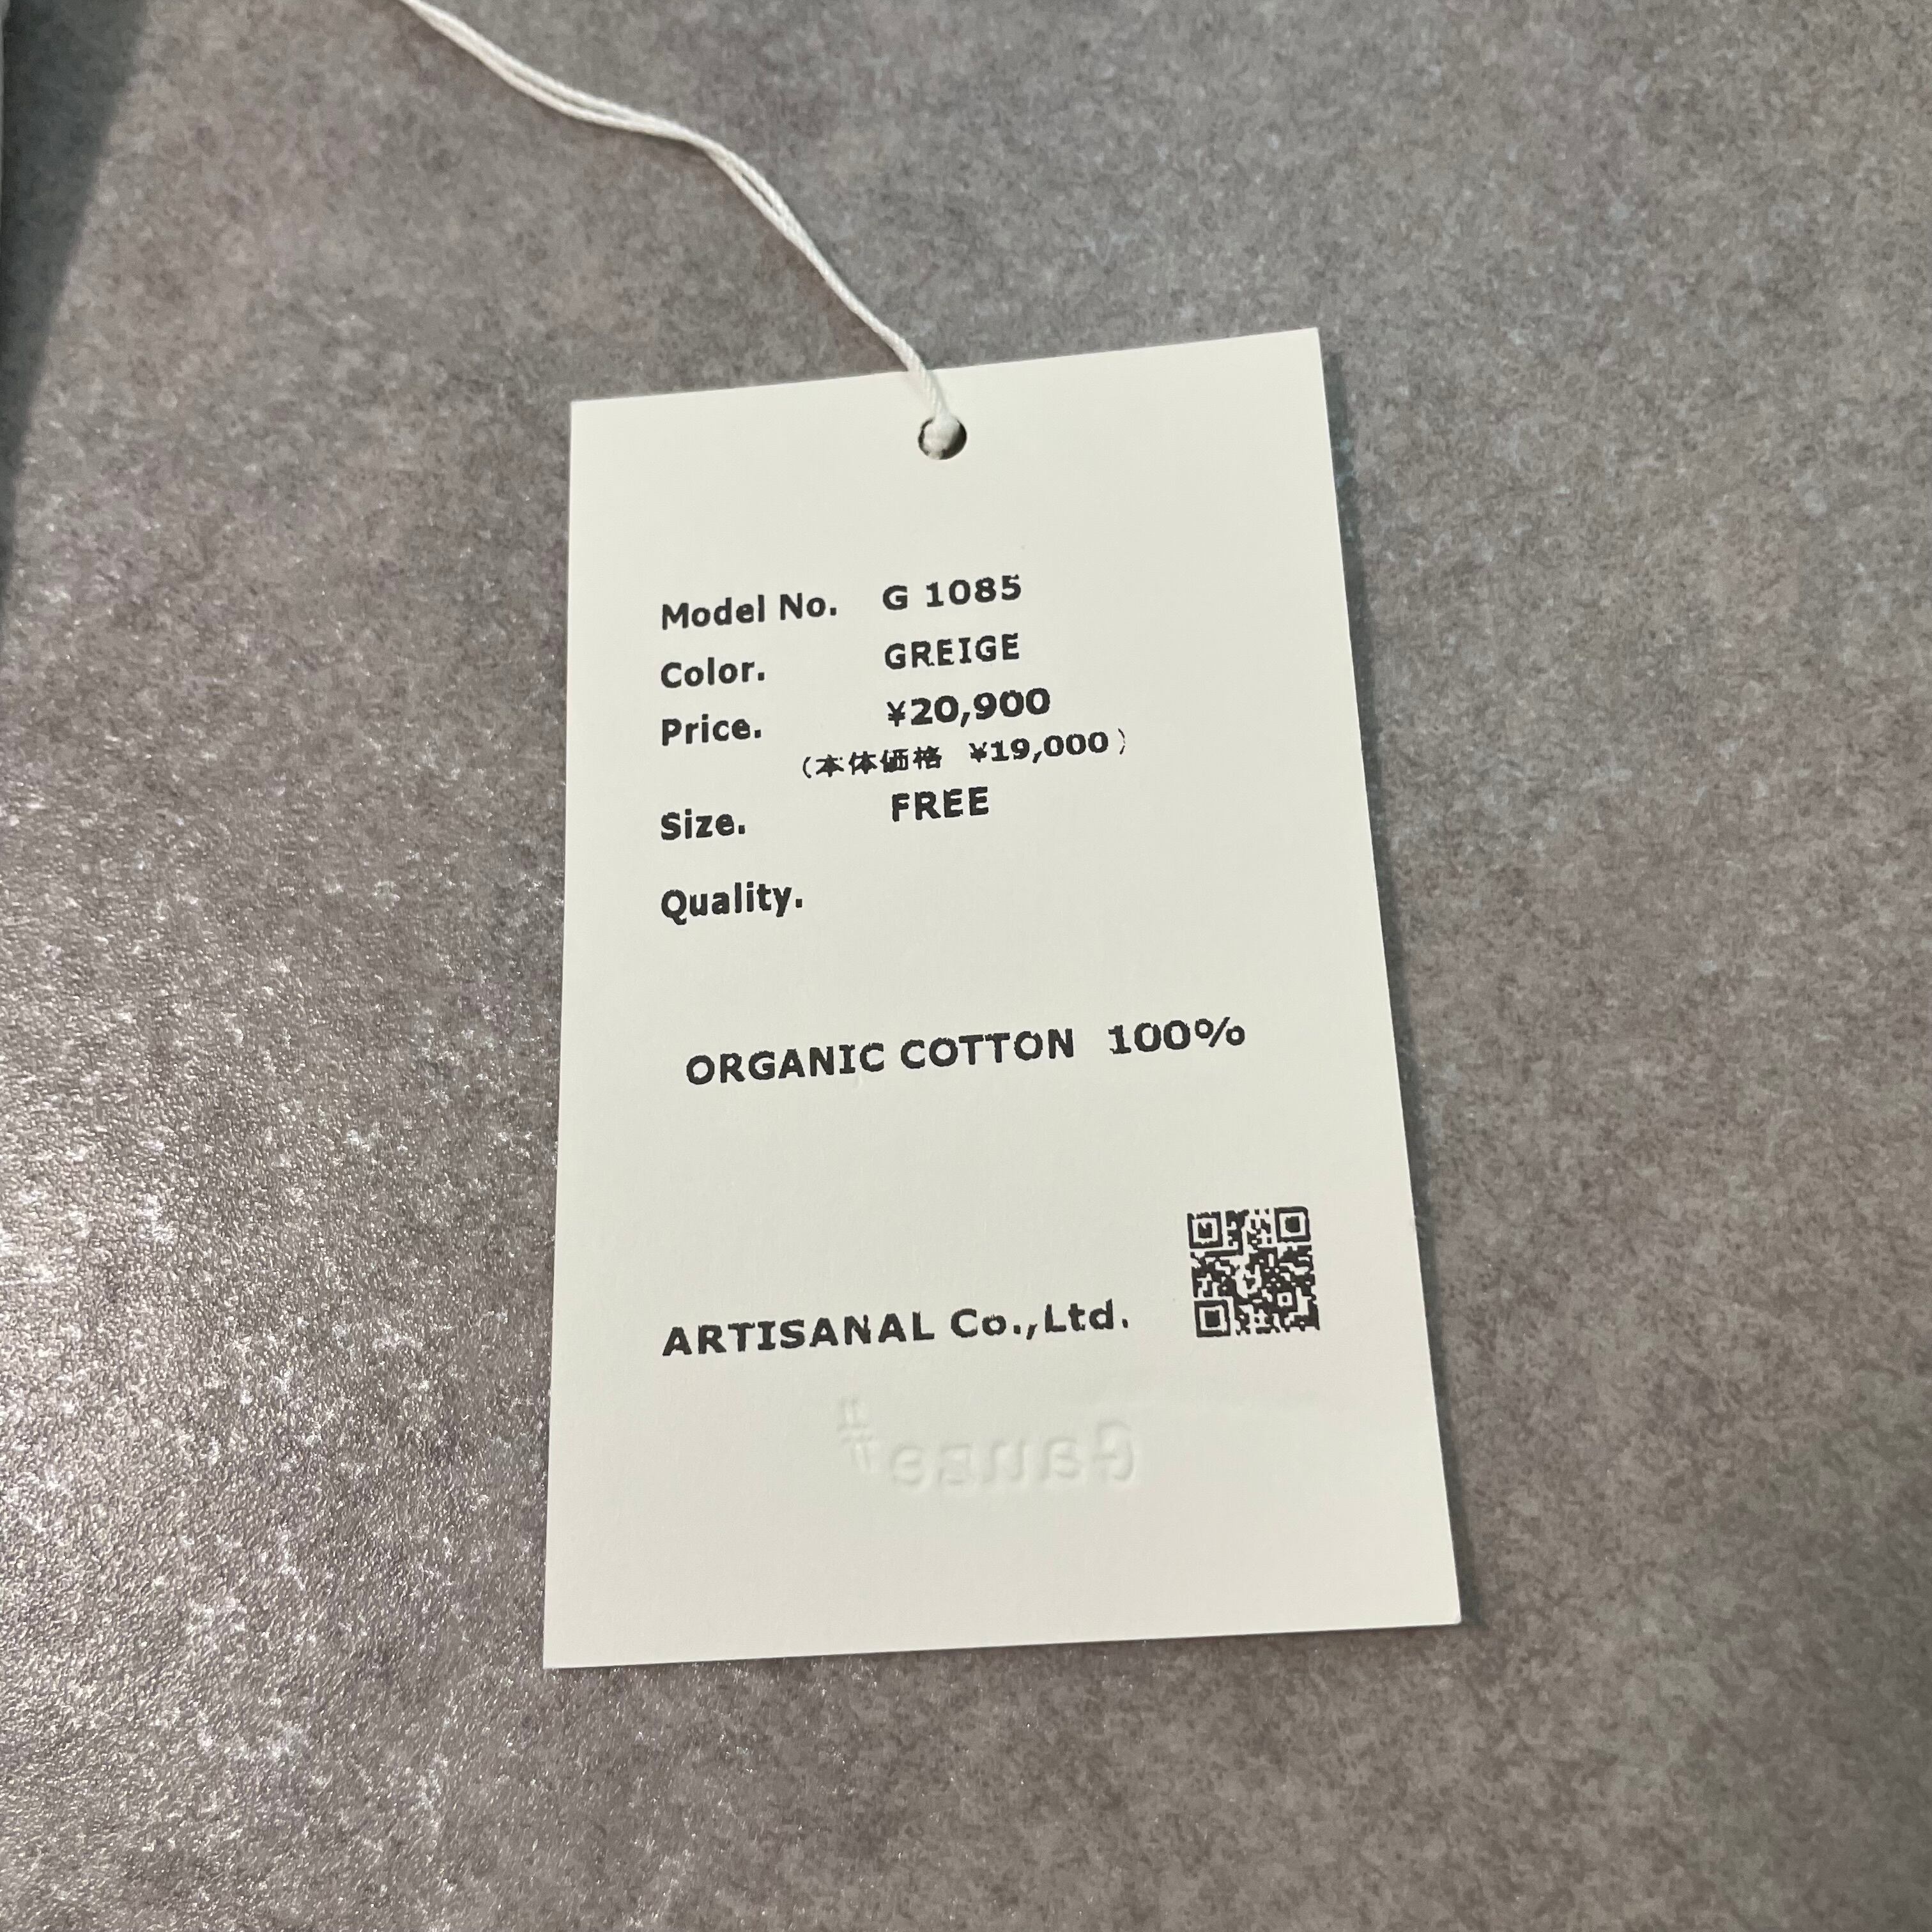 Model No. G 1085
Color. GREIGE
Price. ¥20,900
（本体価格 ¥19,000）
Size. FREE
Quality.
ORGANIC COTTON 100%
ARTISANAL Co.,Ltd.
Gauze#